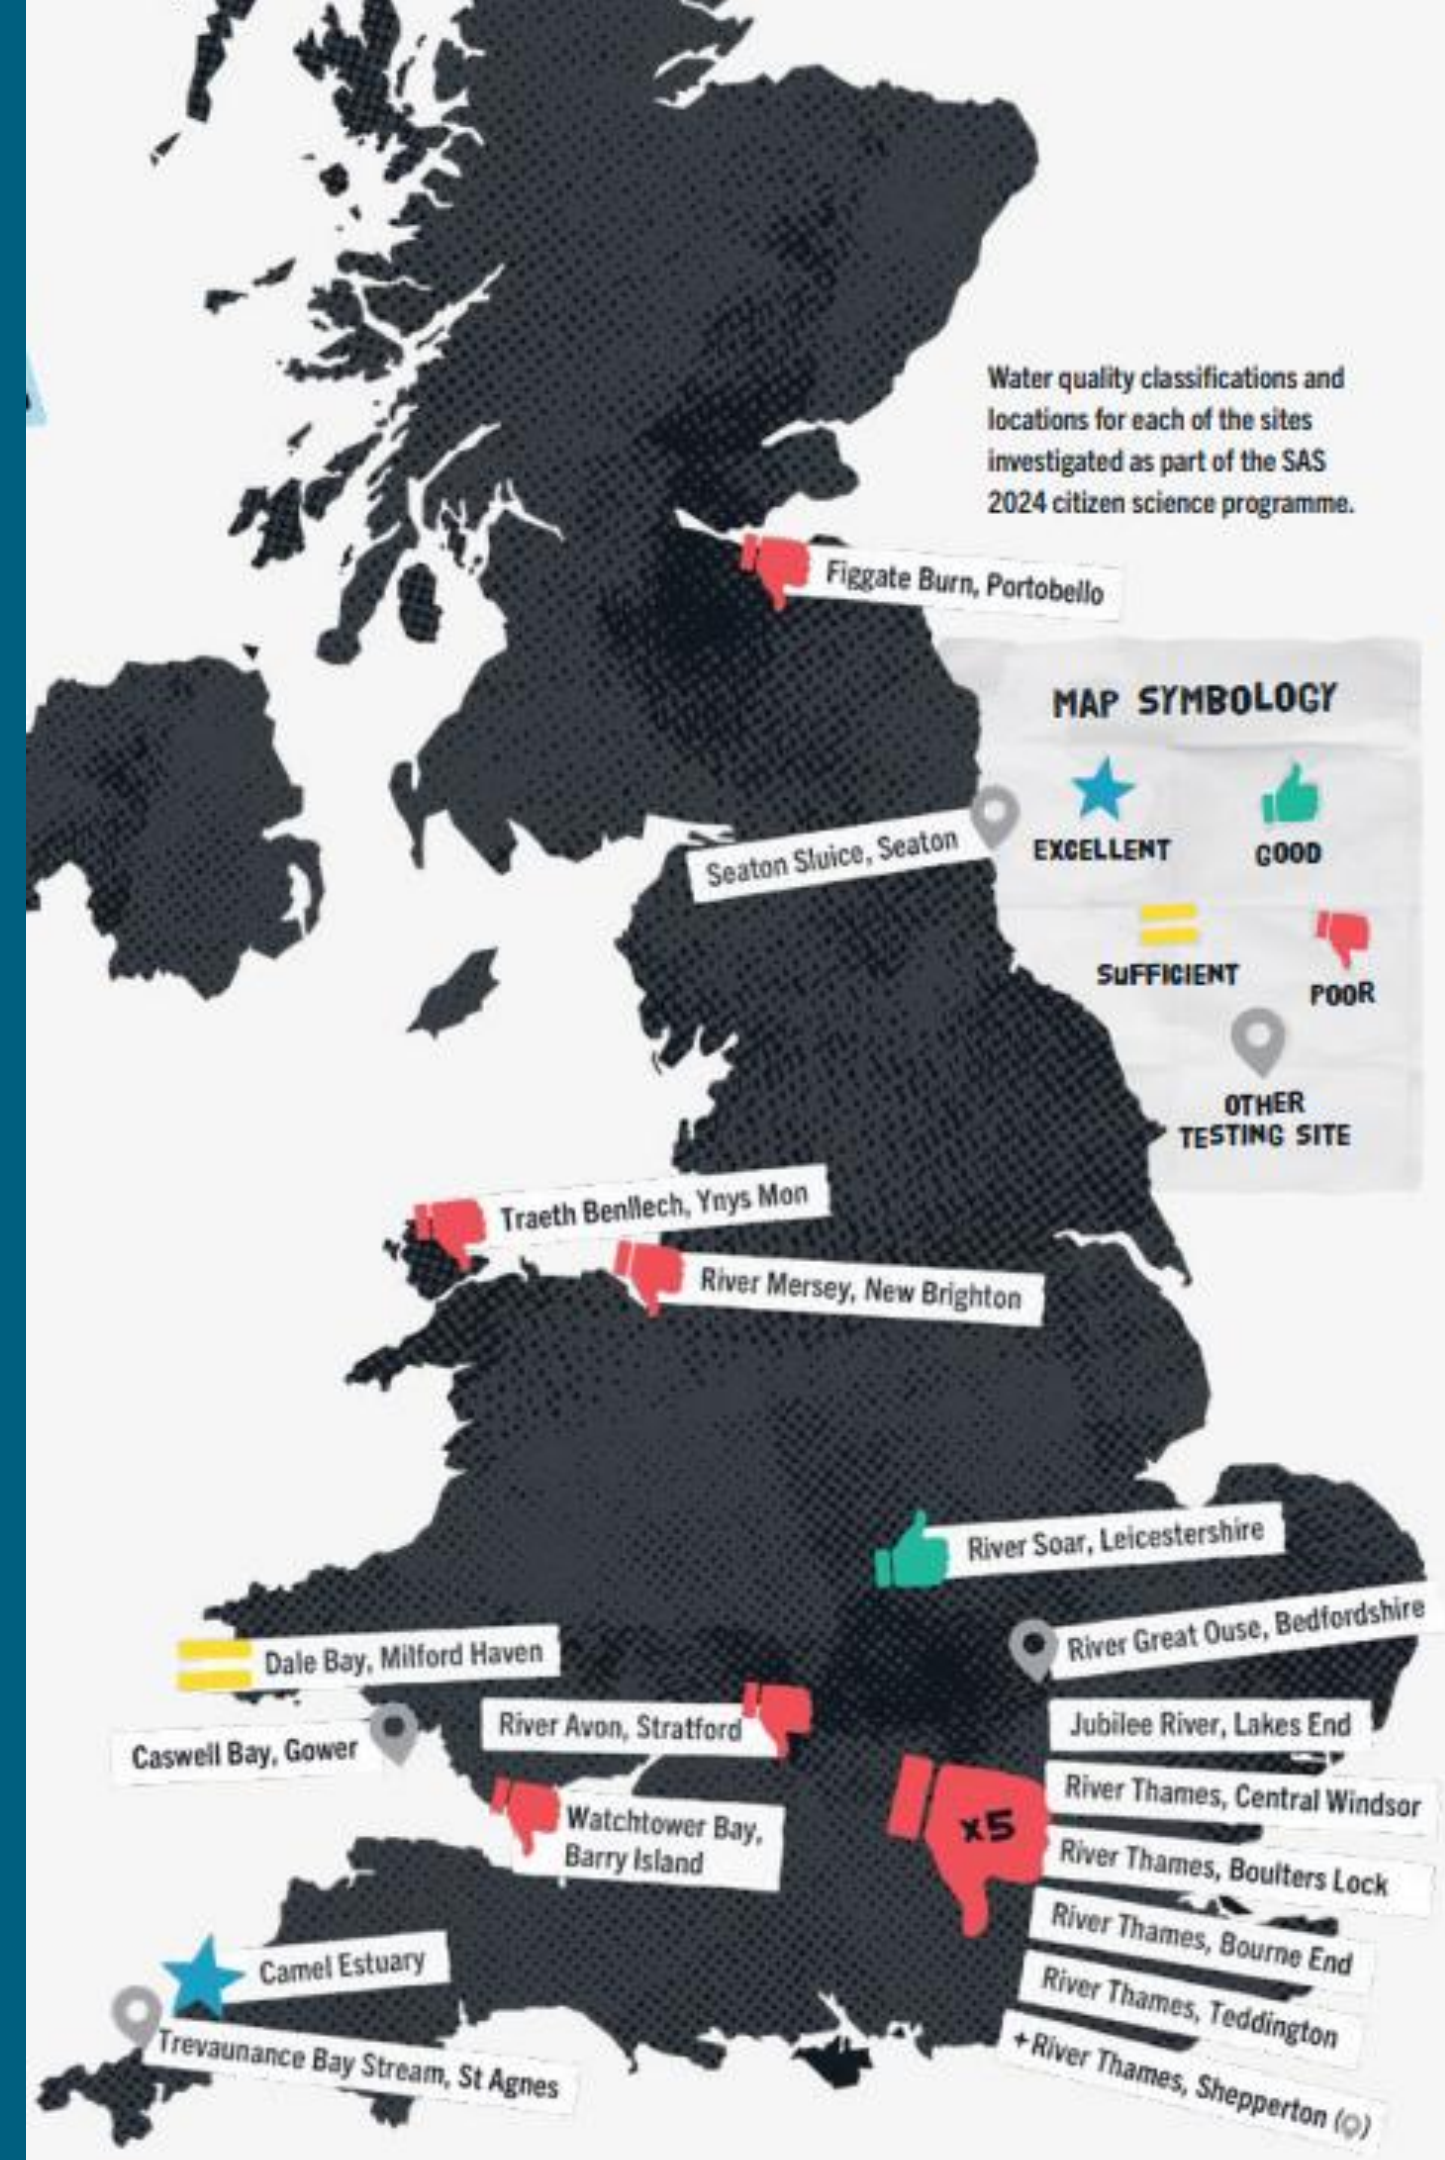 Water quality classifications and
locations for each of the sites
investigated as part of the SAS
2024 citizen science programme.
Figgate Burn, Portobello
MAP SYMBOLOGY
EXCELLENT
GOOD
SUFFICIENT
POOR
OTHER
TESTING SITE
Seaton Sluice, Seaton
Traeth Benllech, Ynys Mon
River Mersey, New Brighton
River Soar, Leicestershire
River Great Ouse, Bedfordshire
Dale Bay, Milford Haven
River Avon, Stratford
Caswell Bay, Gower
Watchtower Bay,
Barry Island
x5
Jubilee River, Lakes End
River Thames, Central Windsor
River Thames, Boulters Lock
River Thames, Bourne End
River Thames, Teddington
+River Thames, Shepperton ()
Camel Estuary
Trevaunance Bay Stream, St Agnes